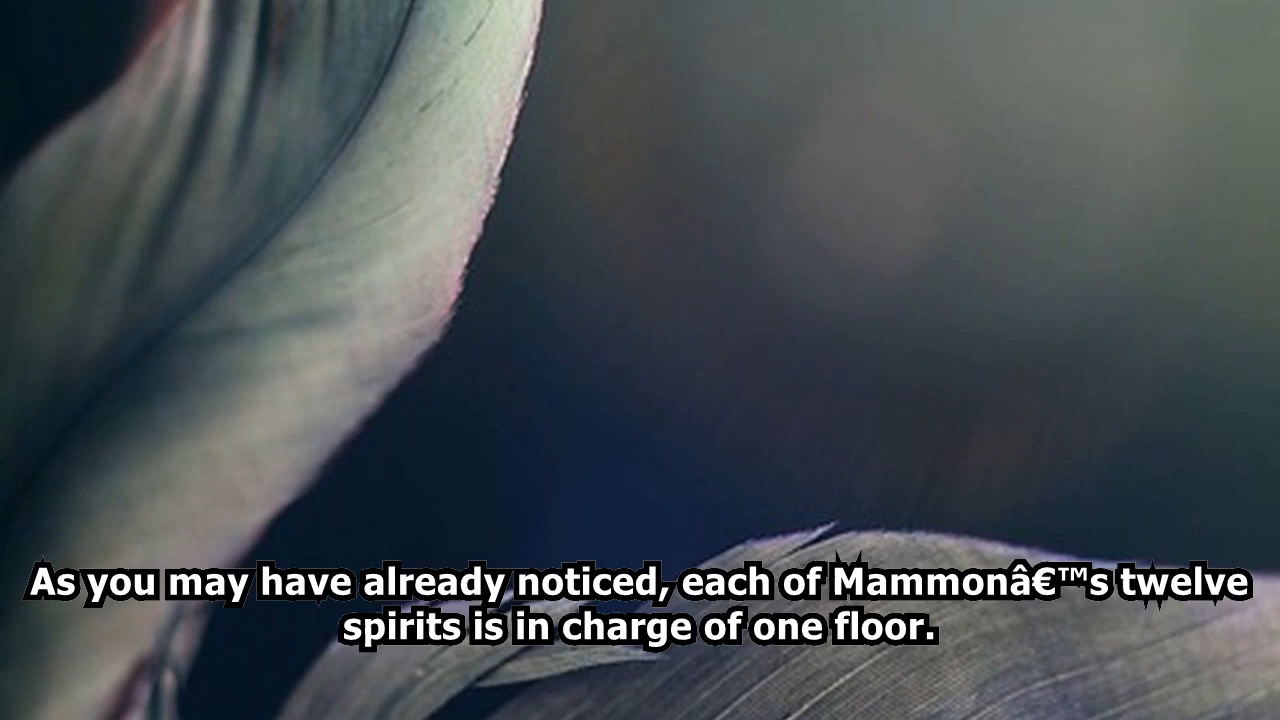 As you may have already noticed, each of Mammonâ€™s twelve
spirits is in charge of one floor.